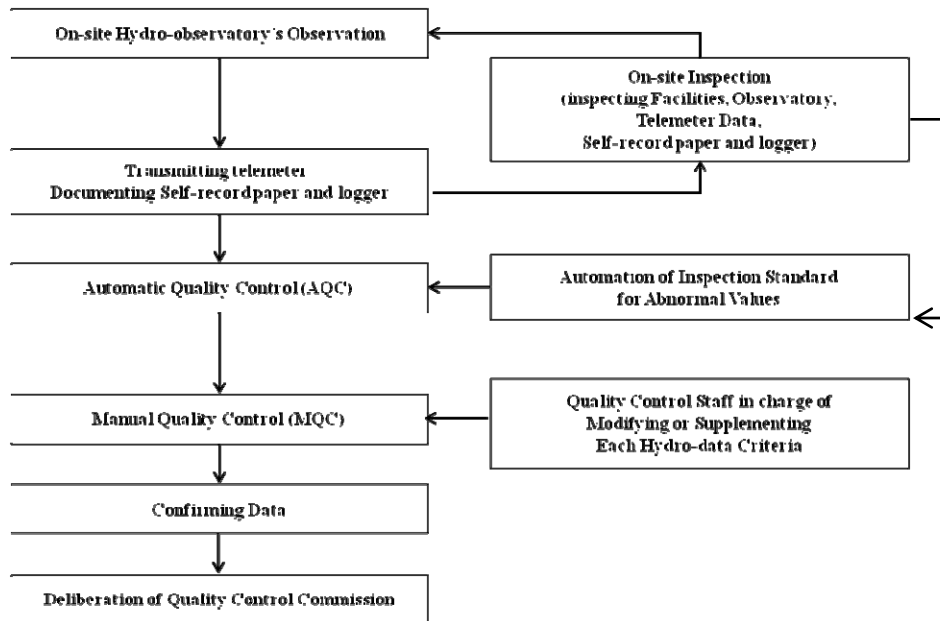 On-site Hydro-observatory's Observation
On-site Inspection
(inspecting Facilities, Observatory,
Telemeter Data,
Self-record paper and logger)
Transmitting telemeter
Documenting Self-record paper and logger
Automatic Quality Control (AQC)
Automation of Inspection Standard
for Abnormal Values
Manual Quality Control (MQC)
Quality Control Staff in charge of
Modifying or Supplementing
Each Hydro-data Criteria
Confirming Data
Deliberation of Quality Control Commission